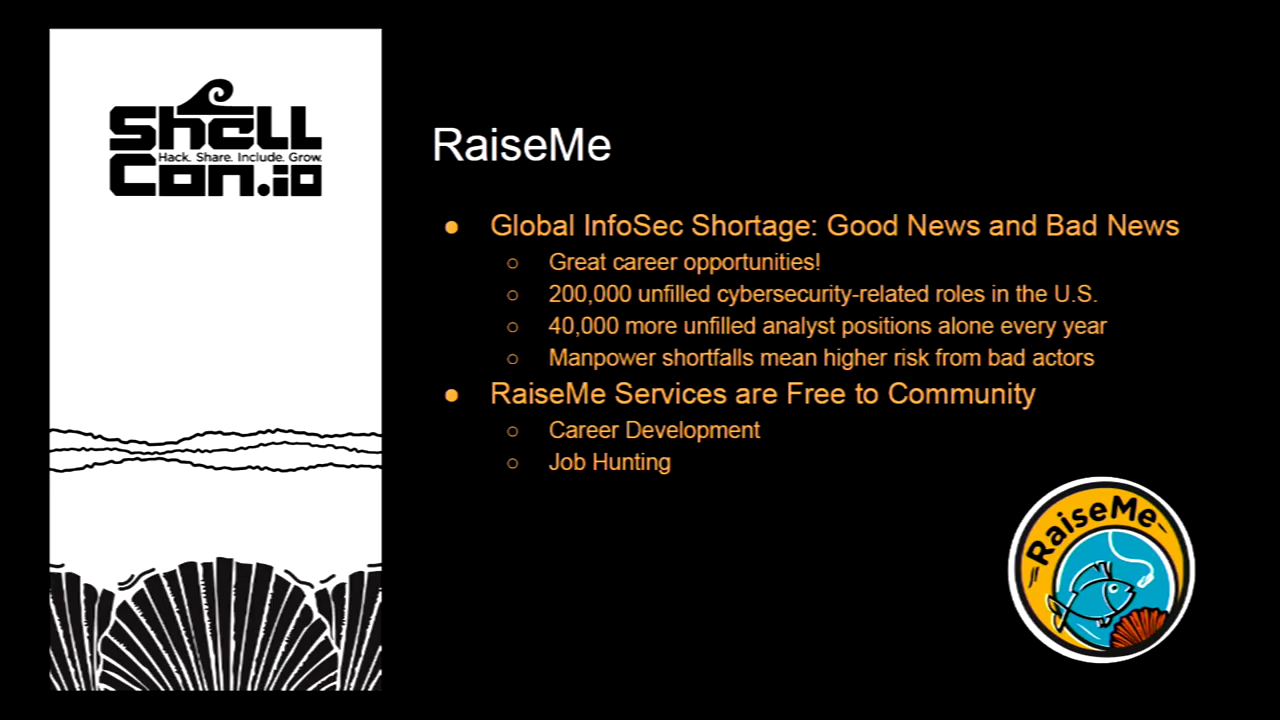 Shell
Hack. Share. Include. Grow.
Con.io
RaiseMe
● Global InfoSec Shortage: Good News and Bad News
○ Great career opportunities!
○ 200,000 unfilled cybersecurity-related roles in the U.S.
○ 40,000 more unfilled analyst positions alone every year
○ Manpower shortfalls mean higher risk from bad actors
● RaiseMe Services are Free to Community
○ Career Development
○ Job Hunting
RaiseMe